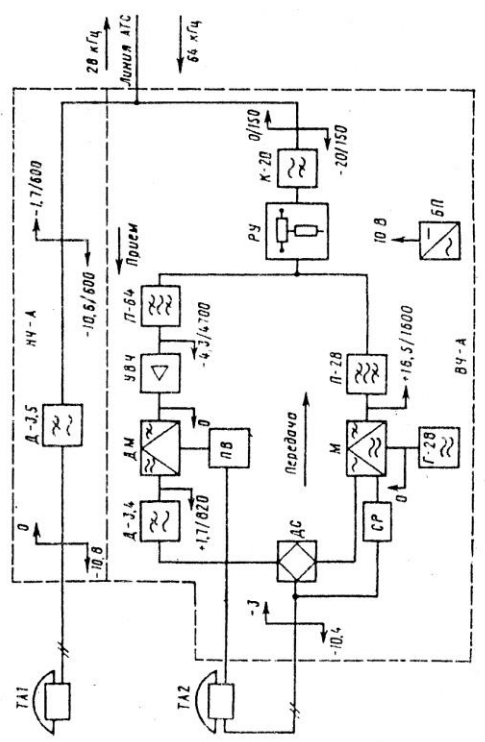 ТА1
0
-10,8
Д-3,5
НЧ-А
-1,7/600
-10,6/600
28 кГц
Линия АТС
64 кГц
ТА2
-3
-10,4
Д-3,4
+1,7/820
ДМ
0
ПВ
УВЧ
-4,3/4700
П-64
Прием
РУ
К-20
0/150
-20/150
ДС
СР
Передача
М
0
Г-28
П-28
+16,5/1600
10 В
БП
ВЧ-А